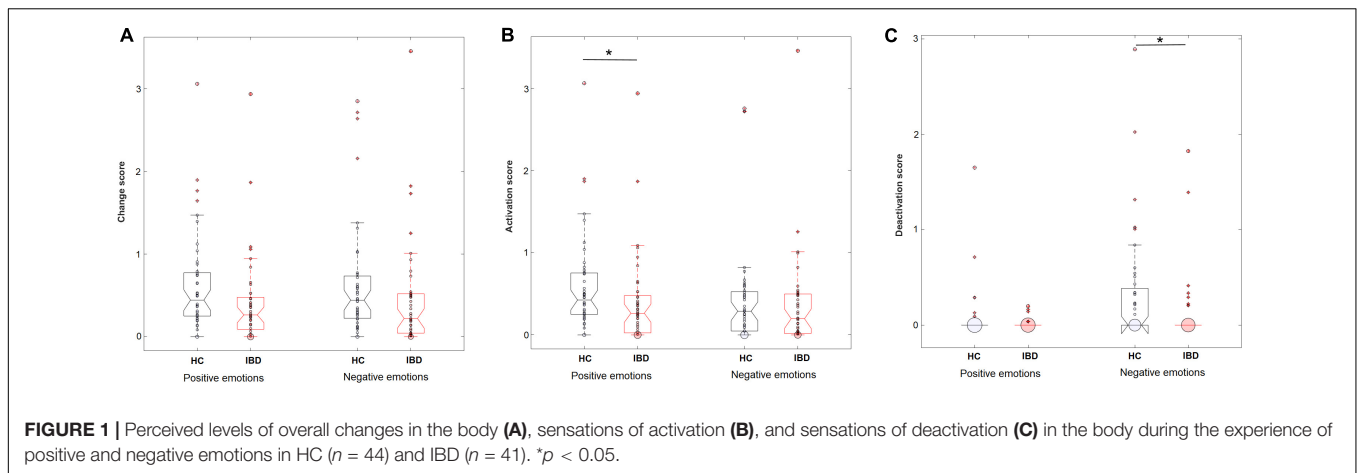 A
Change score
3
2
1
0
HC IBD HC IBD
Positive emotions Negative emotions
B
*
Activation score
3
2
1
0
HC IBD HC IBD
Positive emotions Negative emotions
C
*
Deactivation score
3
2
1
0
HC IBD HC IBD
Positive emotions Negative emotions
FIGURE 1 | Perceived levels of overall changes in the body (A), sensations of activation (B), and sensations of deactivation (C) in the body during the experience of
positive and negative emotions in HC (n = 44) and IBD (n = 41). *p < 0.05.